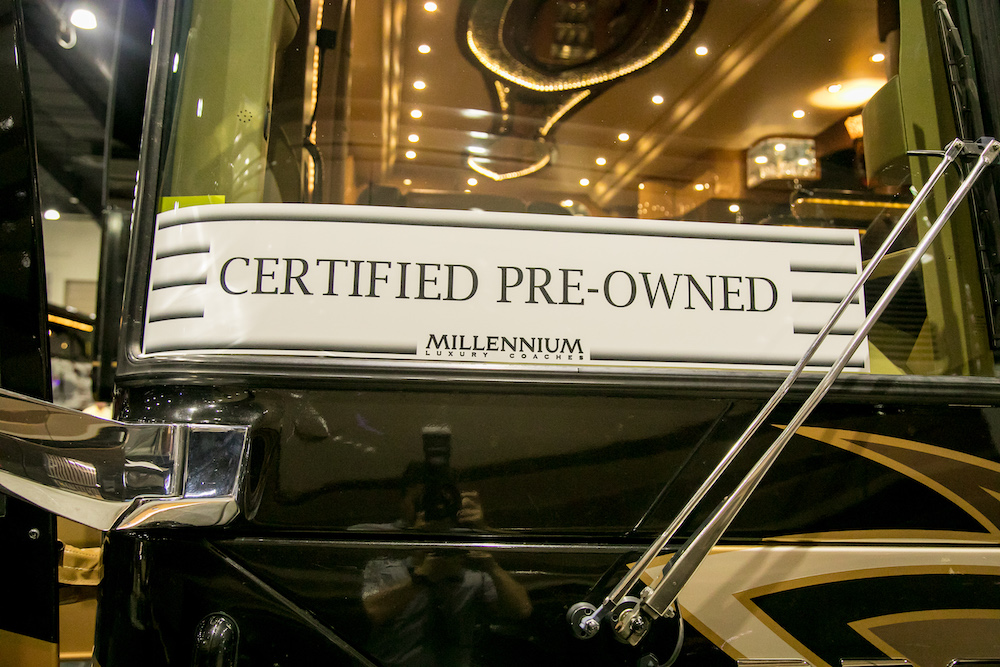 CERTIFIED PRE-OWNED
MILLENNIUM
LUXURY COACHES